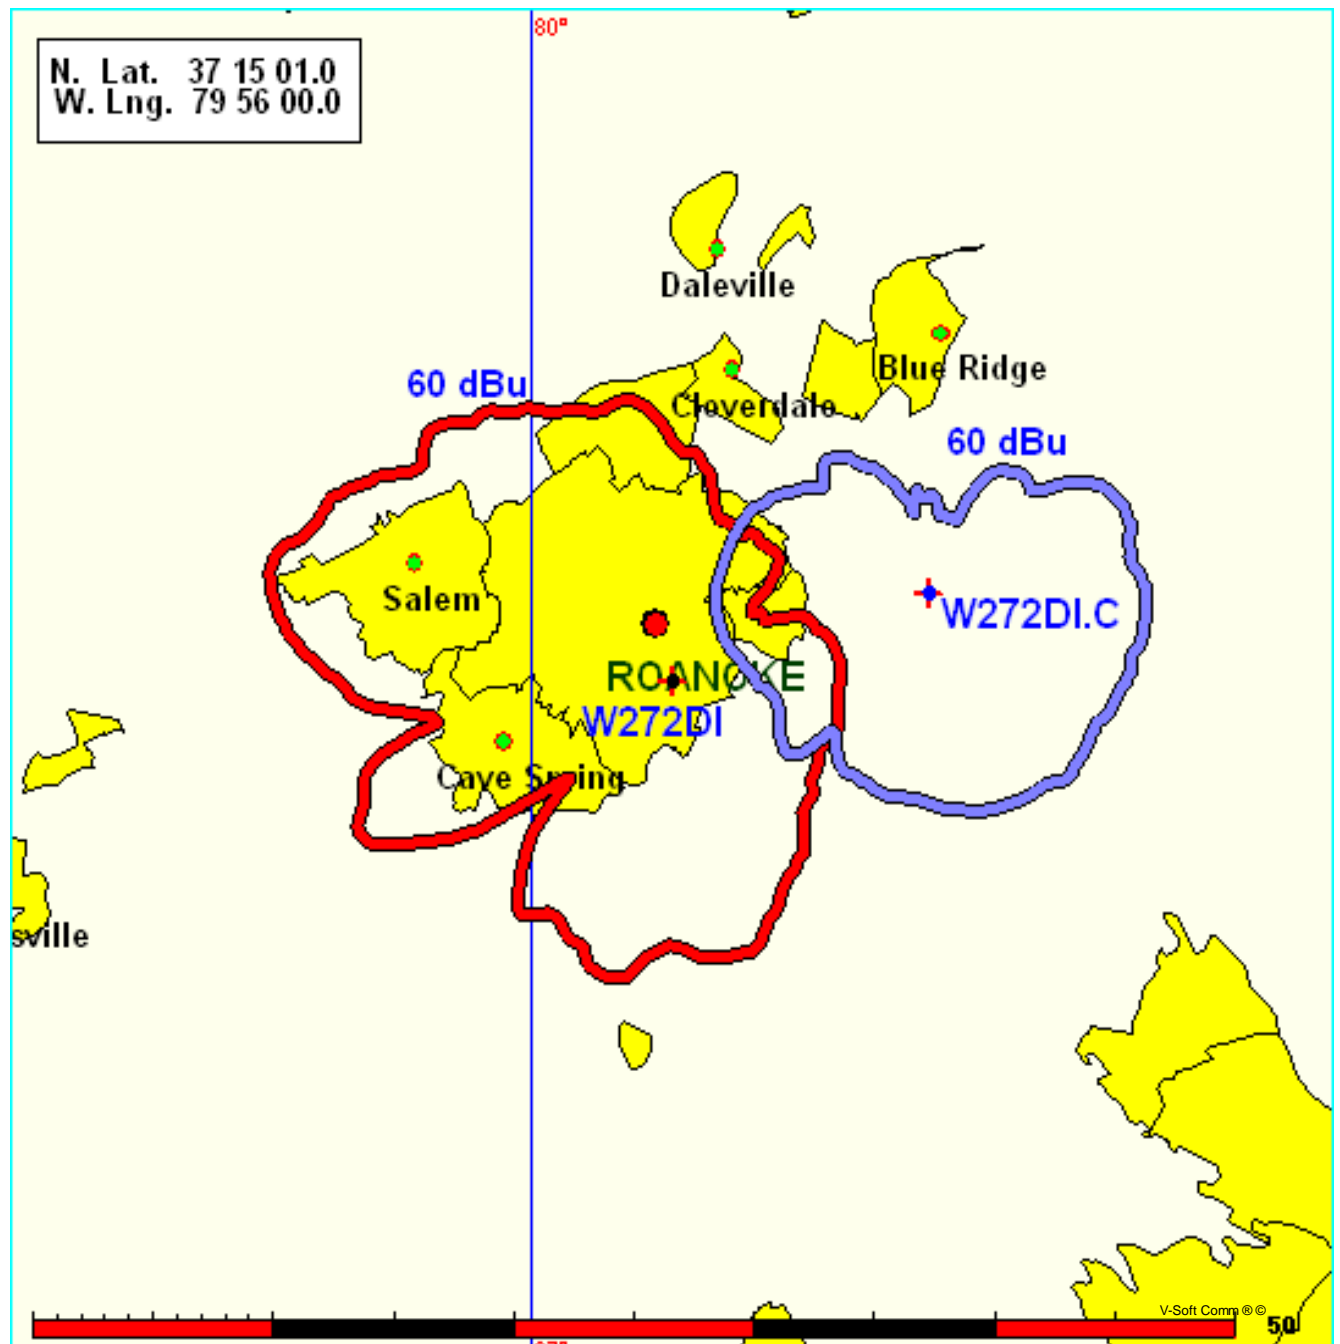 80°
N. Lat. 37 15 01.0
W. Lng. 79 56 00.0
Daleville
Blue Ridge
60 dBu
Cloverdale
60 dBu
Salem
W272DI.C
ROANOKE
W272DI
Cave Spring
sville
V-Soft Comm ® ©
50